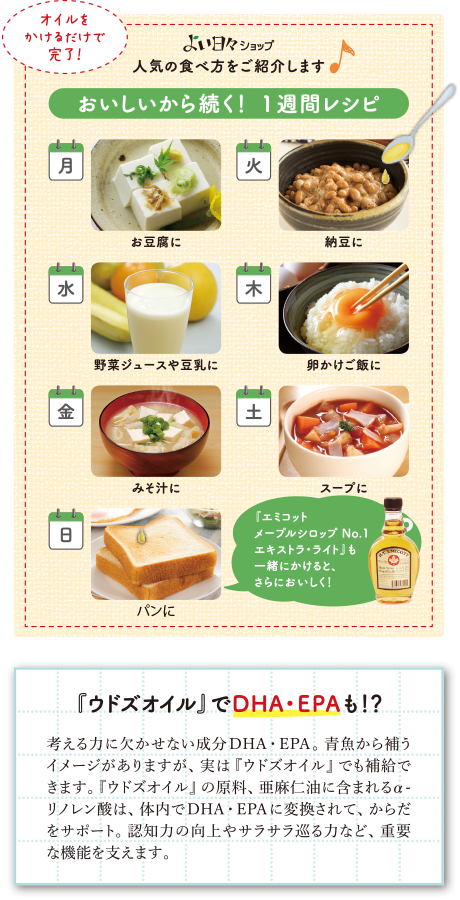 オイルを
かけるだけで
完了!
よい日々ショップ
人気の食べ方をご紹介します
おいしいから続く! 1週間レシピ
月
火
お豆腐に
納豆に
水
木
野菜ジュースや豆乳に
卵かけご飯に
金
土
みそ汁に
スープに
日
『エミコット
メープルシロップ No.1
エキストラ・ライト』も
一緒にかけると、
さらにおいしく!
パンに
『ウドズオイル』でDHA・EPAも!?
考える力に欠かせない成分DHA・EPA。青魚から補う
イメージがありますが、実は『ウドズオイル』でも補給で
きます。『ウドズオイル』の原料、亜麻仁油に含まれるα-
リノレン酸は、体内でDHA・EPAに変換されて、からだ
をサポート。認知力の向上やサラサラ巡る力など、重要
な機能を支えます。